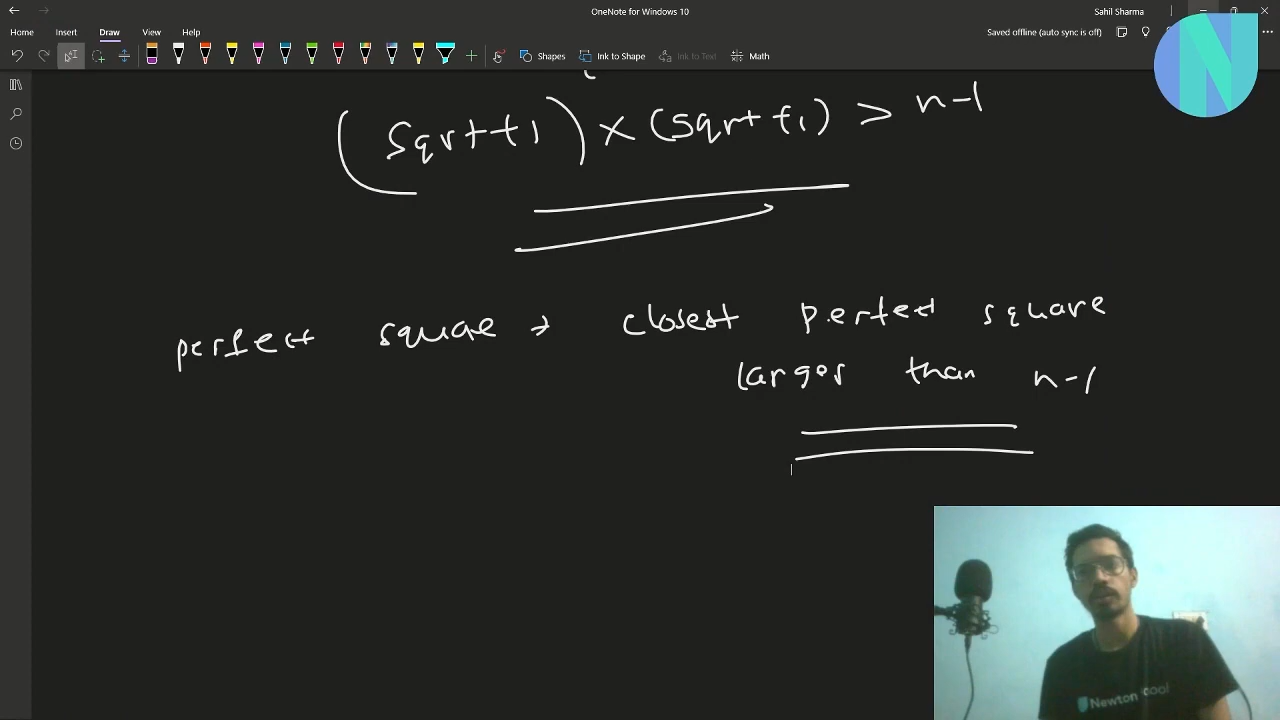 OneNote for Windows 10
Sahil Sharma
Home Insert Draw View Help
Saved offline (auto sync is off)
Shapes Ink to Shape Ink to Text Math
(Sqrt+1) × (Sqrt+1) > n-1
perfect square → closest perfect square
larger than n-1
Newton School